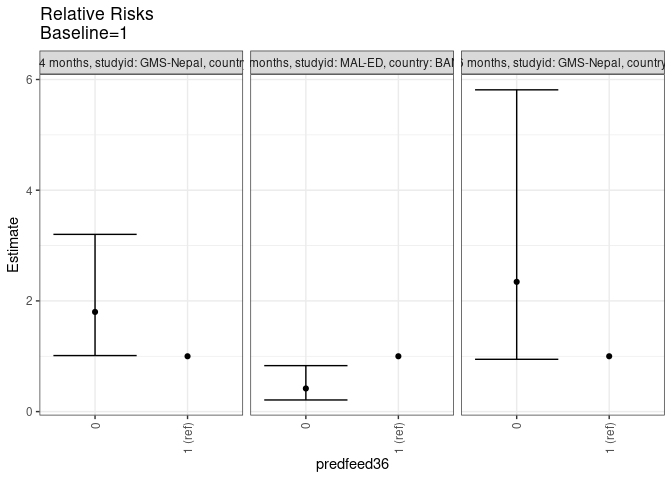 Relative Risks
Baseline=1
4 months, studyid: GMS-Nepal, countr
months, studyid: MAL-ED, country: BA
months, studyid: GMS-Nepal, country
6
4
2
0
Estimate
0
1 (ref)
0
1 (ref)
0
1 (ref)
predfeed36